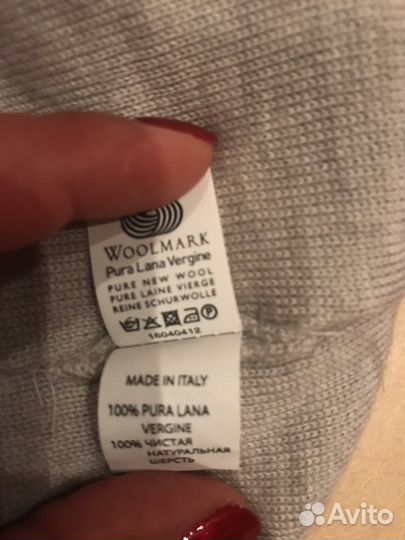 WOOLMARK
Pura Lana Vergine
PURE NEW WOOL
PURE LAINE VIERGE
REINE SCHURWOLLE
16040412
MADE IN ITALY
100% PURA LANA
VERGINE
100% ЧИСТАЯ
НАТУРАЛЬНАЯ
ШЕРСТЬ
Avito